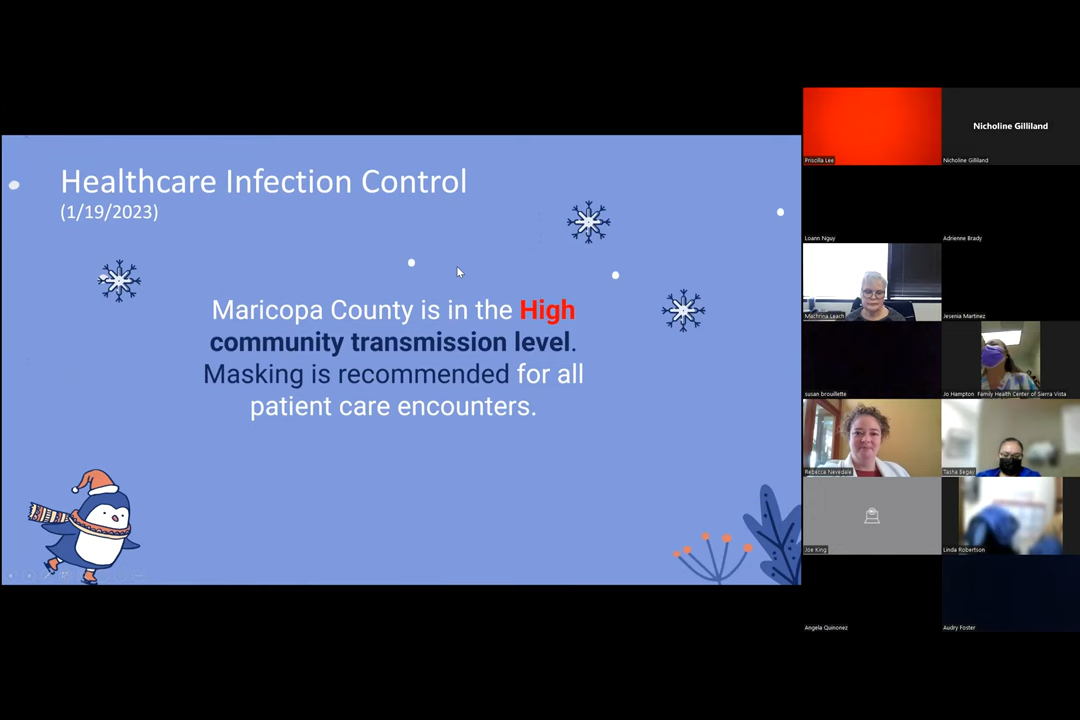 Healthcare Infection Control
(1/19/2023)
Maricopa County is in the High
community transmission level.
Masking is recommended for all
patient care encounters.
Priscilla Lee
Nicholine Gilliland
Nicholine Gilliland
Loann Nguy
Adrienne Brady
Machrina Leach
Jesenia Martinez
susan brouillette
Jo Hampton Family Health Center of Sierra Vista
Rebecca Nevedale
Tasha Begay
Joe King
Linda Robertson
Angela Quinonez
Audry Foster